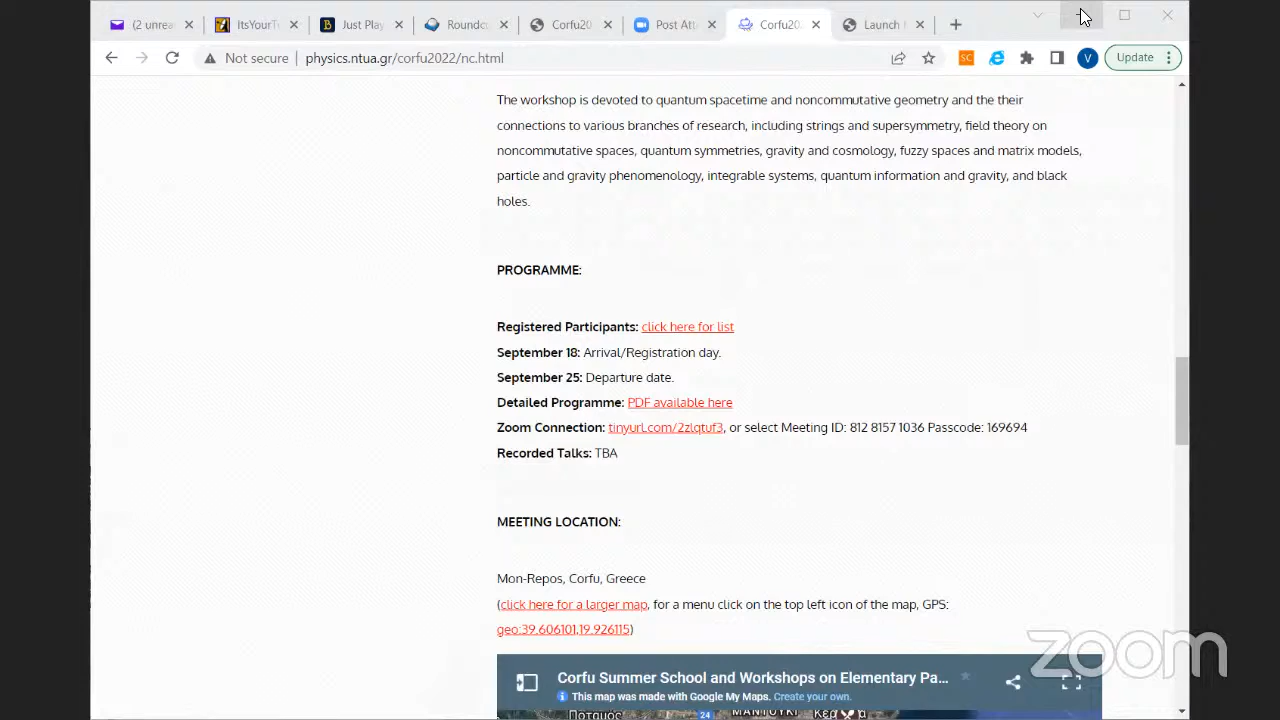 (2 unrea
ItsYourTu
Just Play
Roundcu
Corfu20
Post Atte
Corfu20
Launch
Not secure
physics.ntua.gr/corfu2022/nc.html
SC
V
Update
The workshop is devoted to quantum spacetime and noncommutative geometry and the their
connections to various branches of research, including strings and supersymmetry, field theory on
noncommutative spaces, quantum symmetries, gravity and cosmology, fuzzy spaces and matrix models,
particle and gravity phenomenology, integrable systems, quantum information and gravity, and black
holes.
PROGRAMME:
Registered Participants: click here for list
September 18: Arrival/Registration day.
September 25: Departure date.
Detailed Programme: PDF available here
Zoom Connection: tinyurl.com/2zlqtuf3, or select Meeting ID: 812 8157 1036 Passcode: 169694
Recorded Talks: TBA
MEETING LOCATION:
Mon-Repos, Corfu, Greece
(click here for a larger map, for a menu click on the top left icon of the map, GPS:
geo:39.606101,19.926115)
Corfu Summer School and Workshops on Elementary Pa...
This map was made with Google My Maps. Create your own.
Ποταμός
24
ΜΑΝΤΟΥΚΙ
zoom